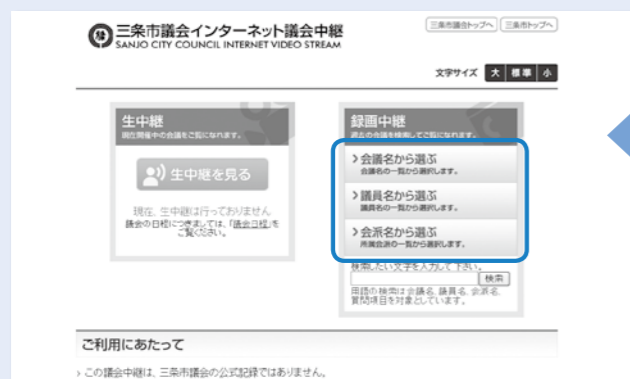 三条市議会インターネット議会中継
SANJO CITY COUNCIL INTERNET VIDEO STREAM
三条市議会トップへ 三条市トップへ
文字サイズ 大 標準 小
生中継
現在開催中の会議をご覧になれます。
生中継を見る
現在、生中継は行っておりません
議会の日程につきましては、「議会日程」を
ご覧ください。
録画中継
過去の会議を検索してご覧になれます。
会議名から選ぶ
会議名の一覧から選択します。
議員名から選ぶ
議員名の一覧から選択します。
会派名から選ぶ
所属会派の一覧から選択します。
検索したい文字を入力して下さい。
検索
用語の検索は会議名、議員名、会派名、
質問項目を対象としています。
ご利用にあたって
› この議会中継は、三条市議会の公式記録ではありません。